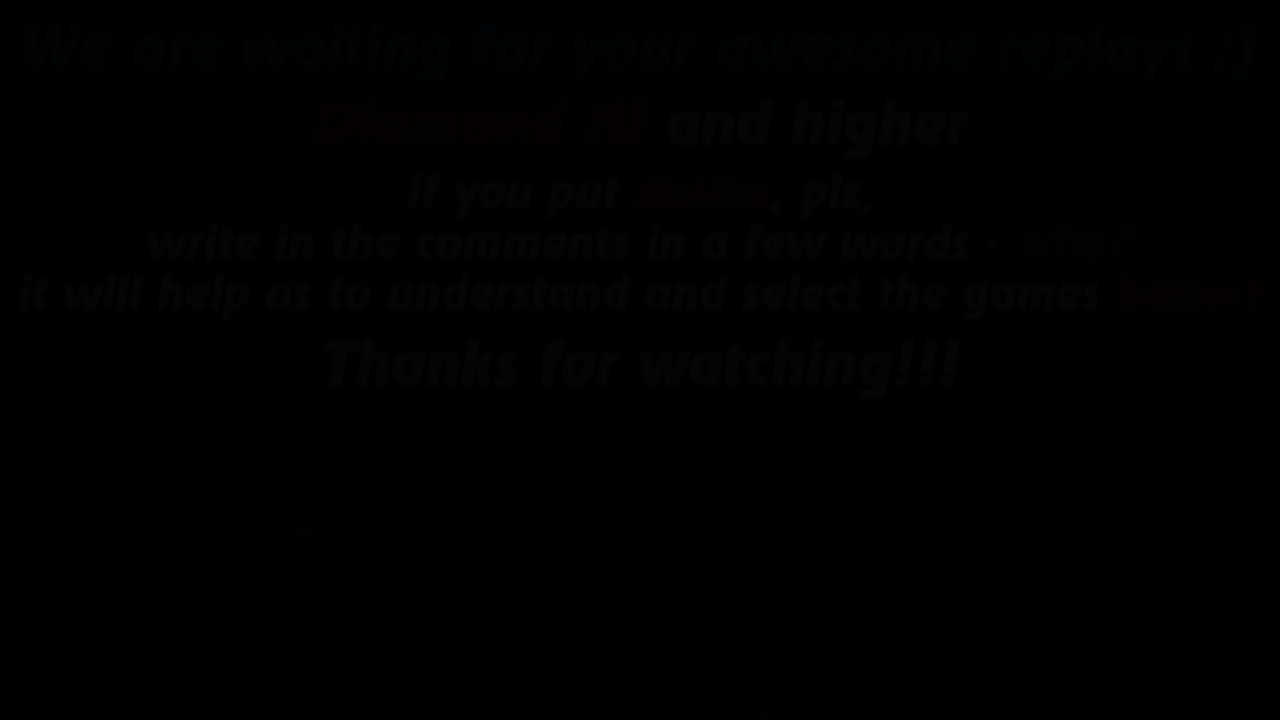 We are waiting for your awesome replays ;)
Diamond III and higher
If you put dislike, plz,
write in the comments in a few words - why?
it will help us to understand and select the games better)
Thanks for watching!!!